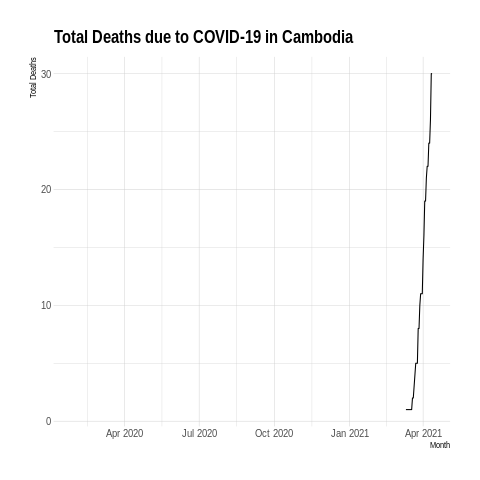 Total Deaths due to COVID-19 in Cambodia
Total Deaths
30
20
10
0
Apr 2020 Jul 2020 Oct 2020 Jan 2021 Apr 2021
Month